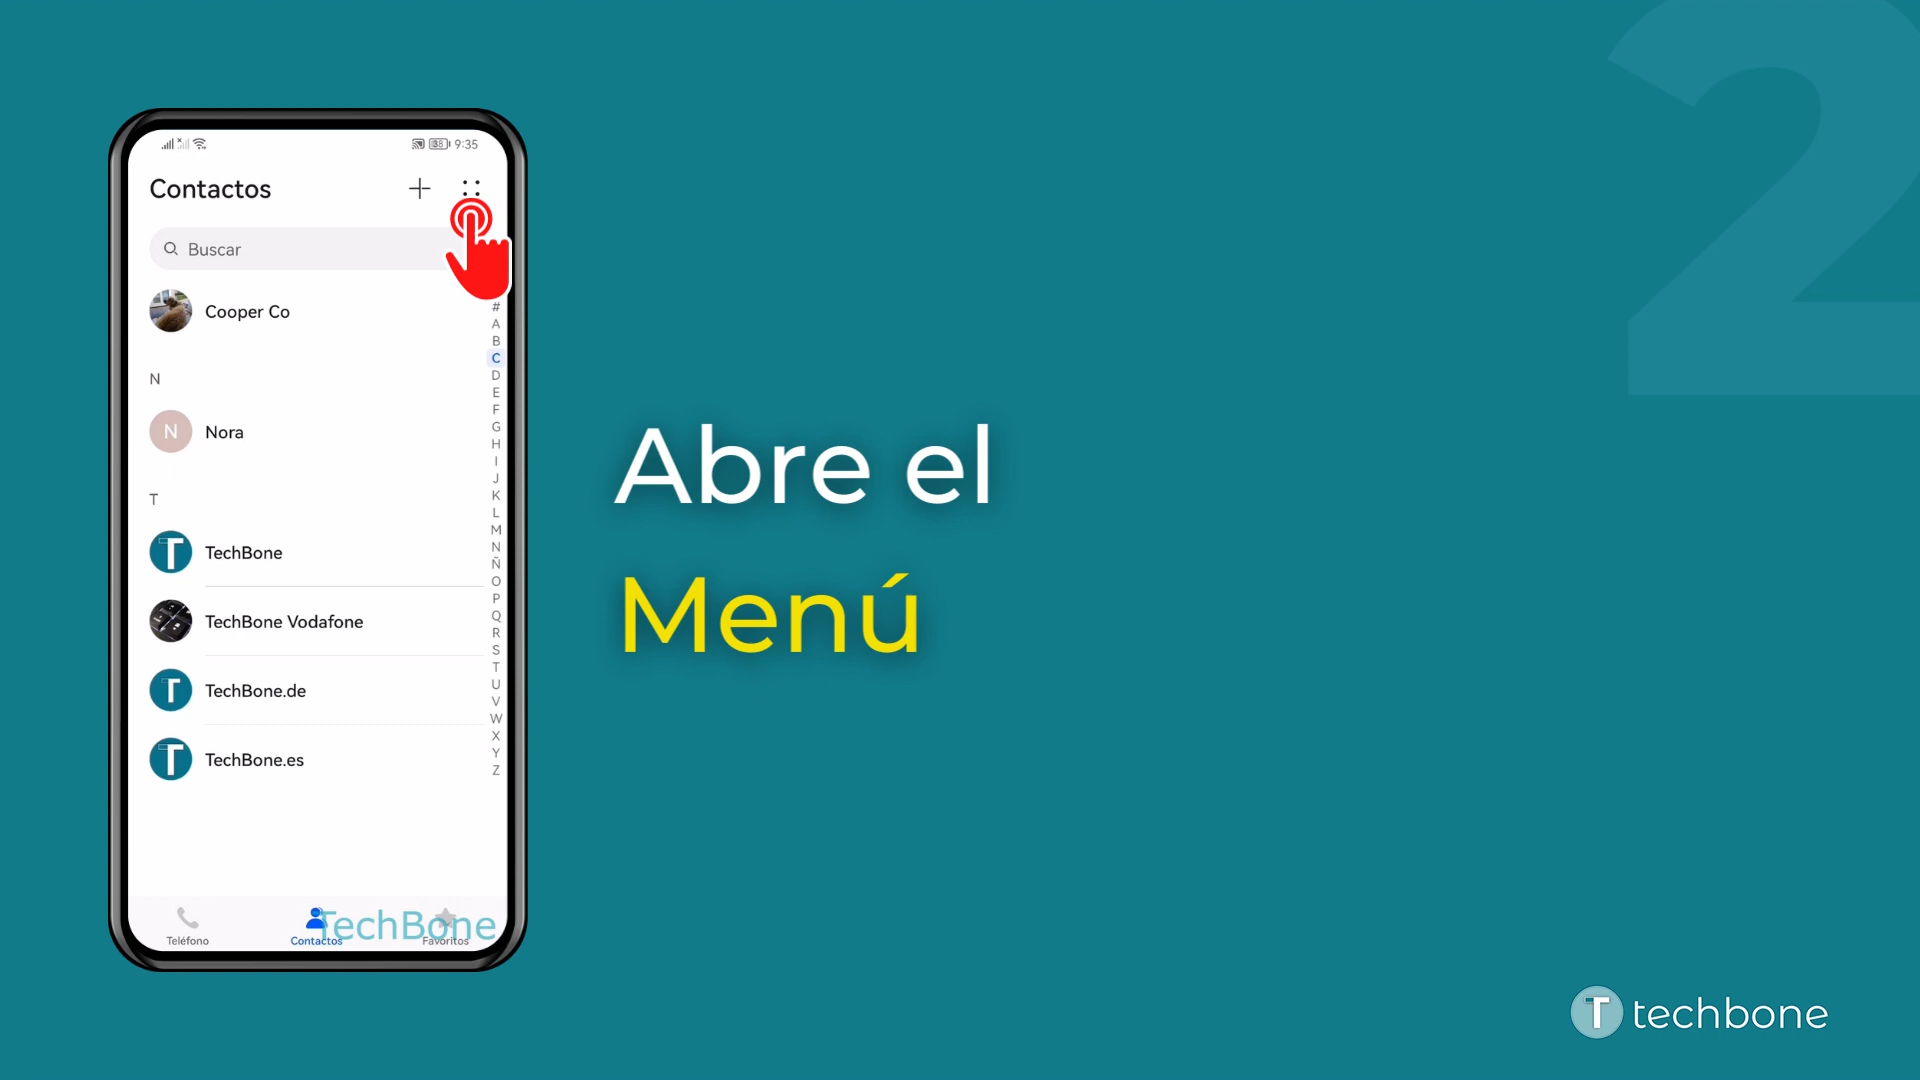 2
38 9:35
Contactos
Buscar
Cooper Co
N
N Nora
T
T TechBone
TechBone Vodafone
T TechBone.de
T TechBone.es
#
A
B
C
D
E
F
G
H
I
J
K
L
M
N
Ñ
O
P
Q
R
S
T
U
V
W
X
Y
Z
TechBone
Teléfono Contactos Favoritos
Abre el
Menú
T techbone